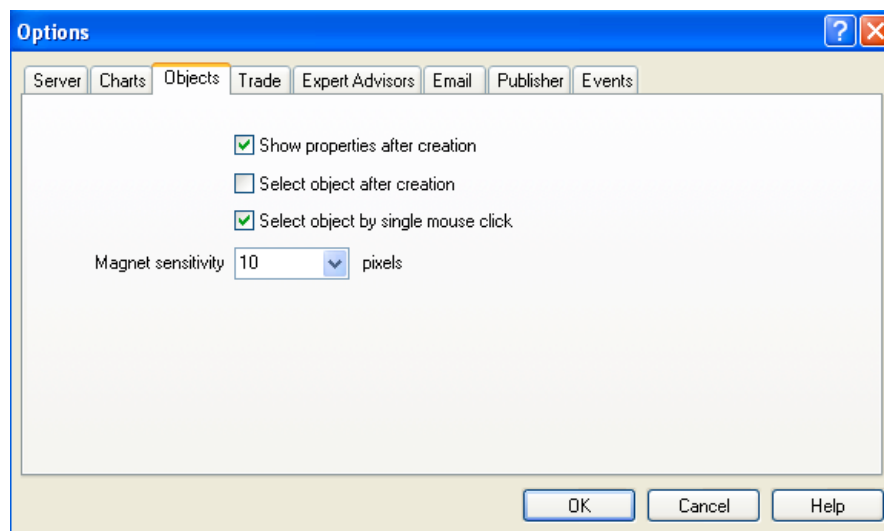 Options
Server Charts Objects Trade Expert Advisors Email Publisher Events
Show properties after creation
Select object after creation
Select object by single mouse click
Magnet sensitivity 10 pixels
OK Cancel Help